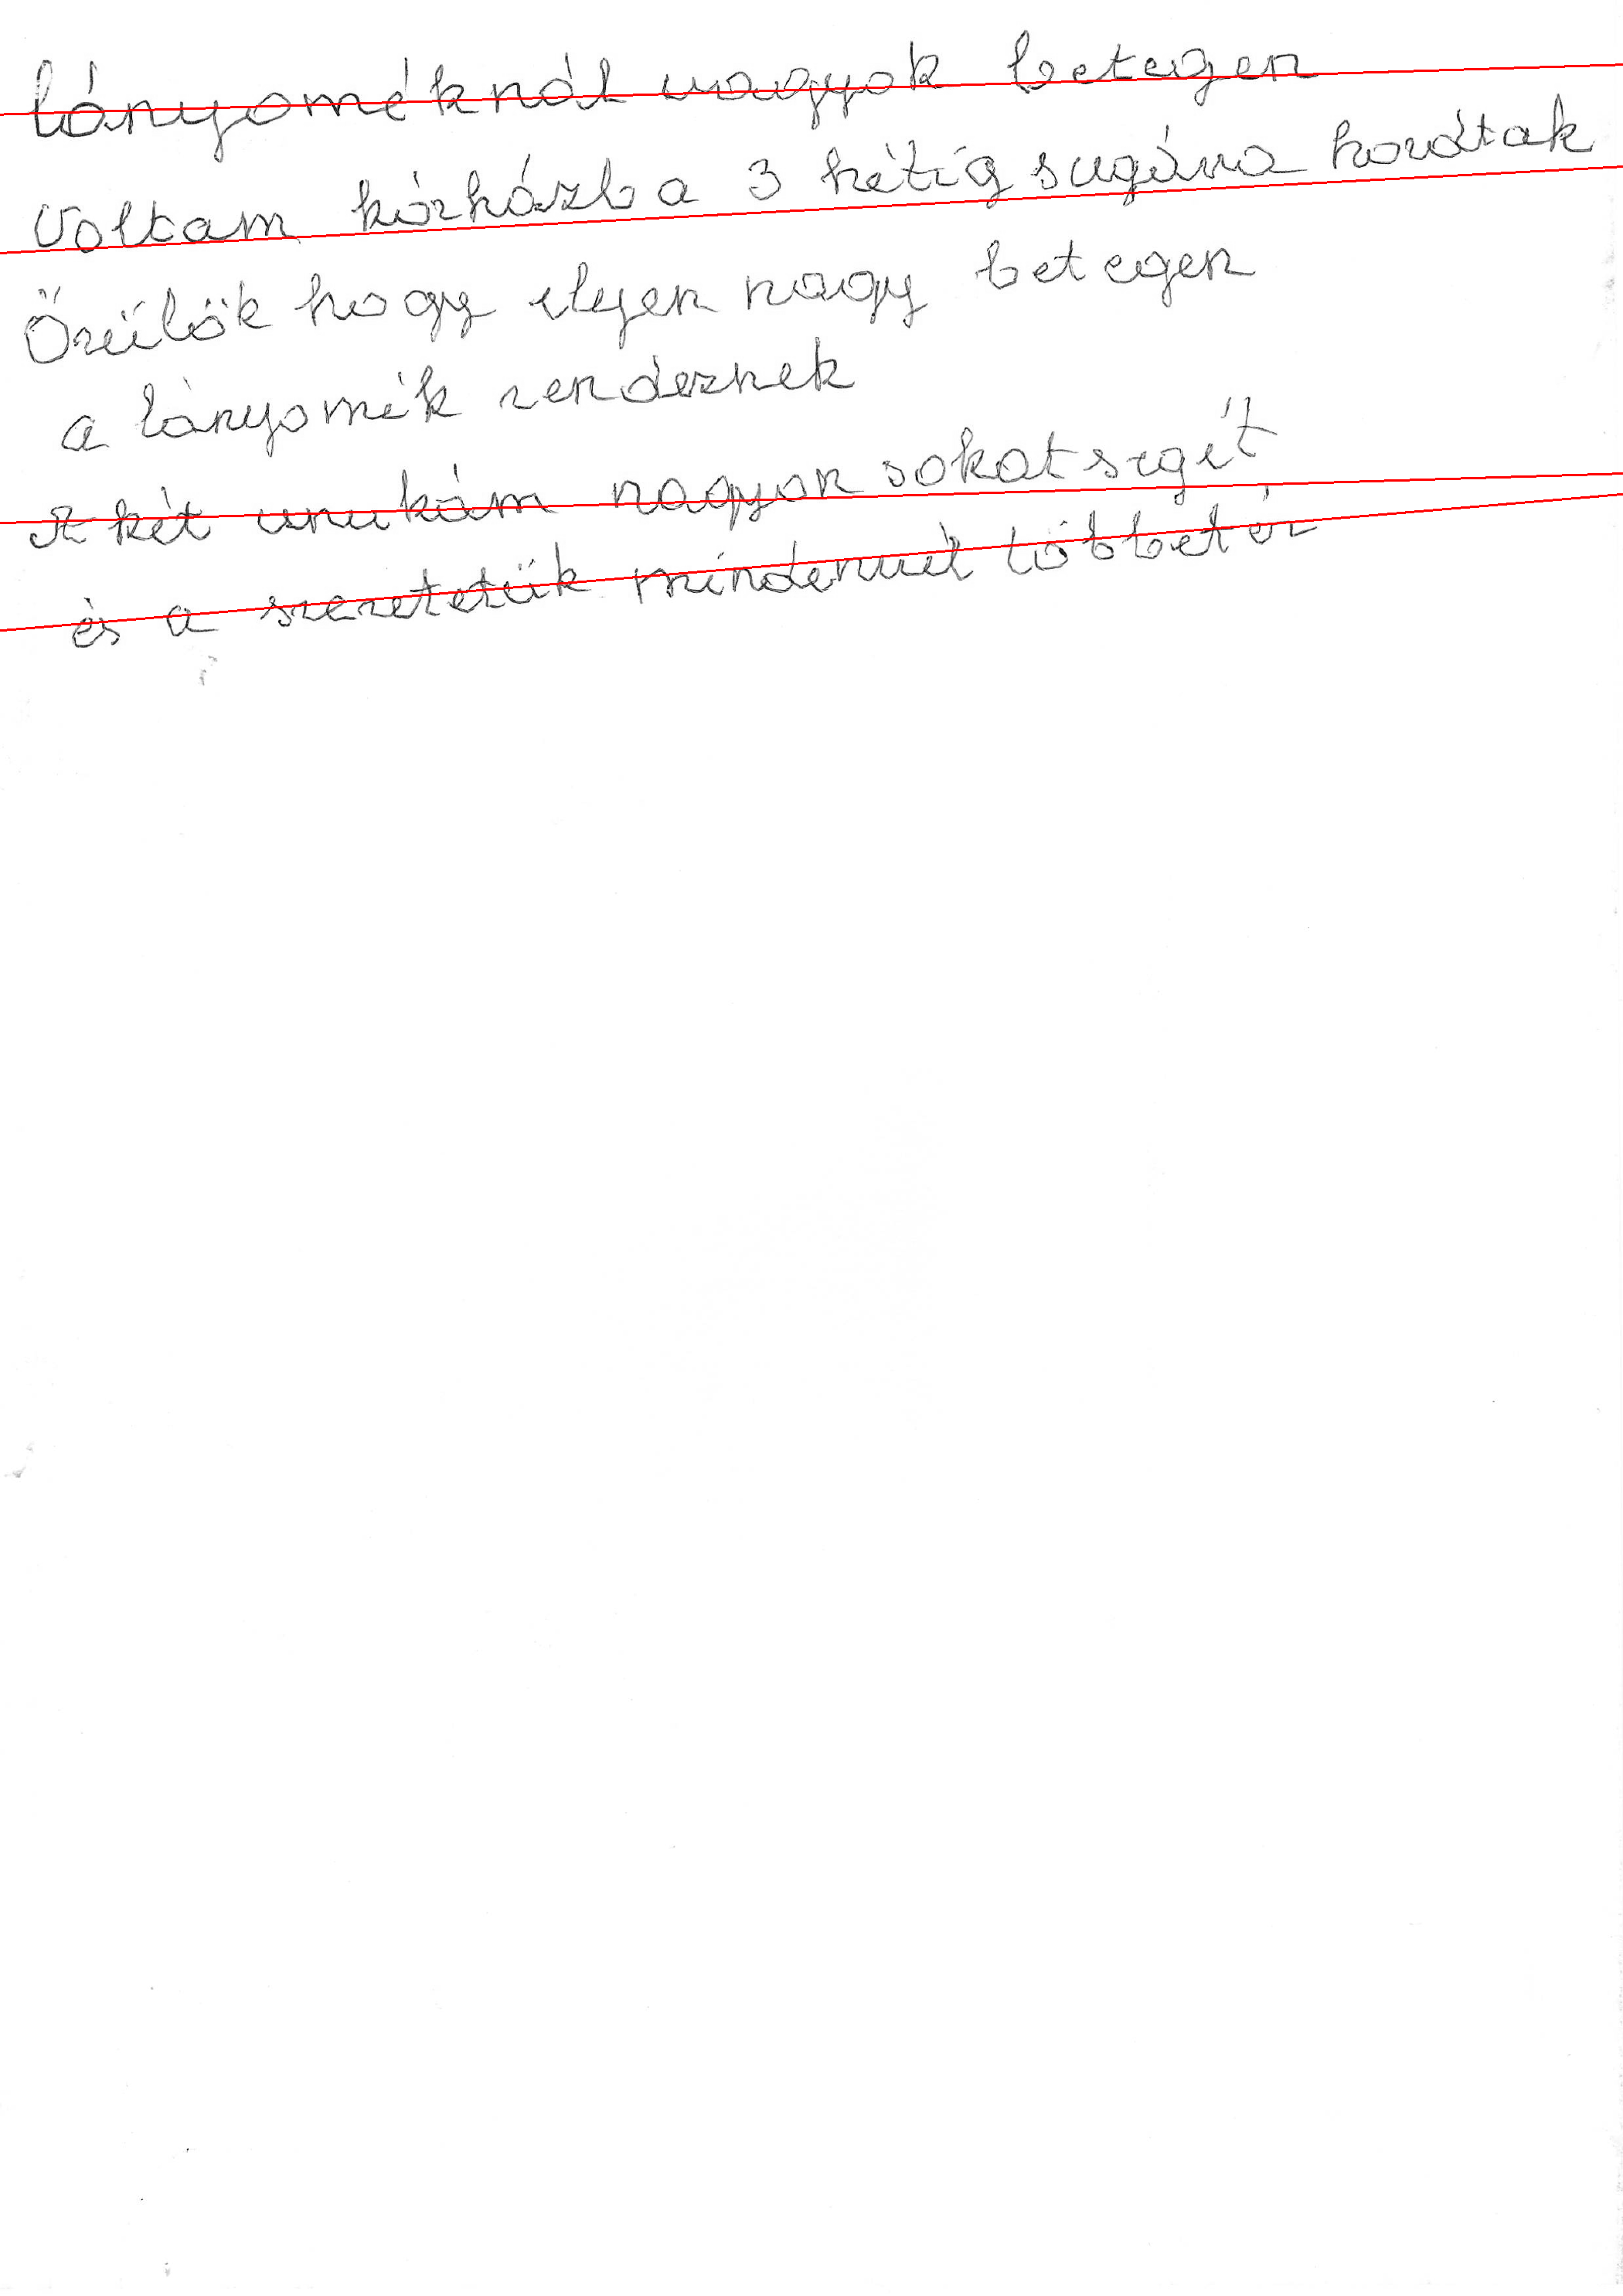 lányoméknál vagyok betegen
Voltam kórházba 3 hétig sugárra hordtak
Örülök hogy ilyen nagy betegen
a lányomék rendeznek
A két unukám nagyon sokat segít
és a szeretetük mindennél többet ér